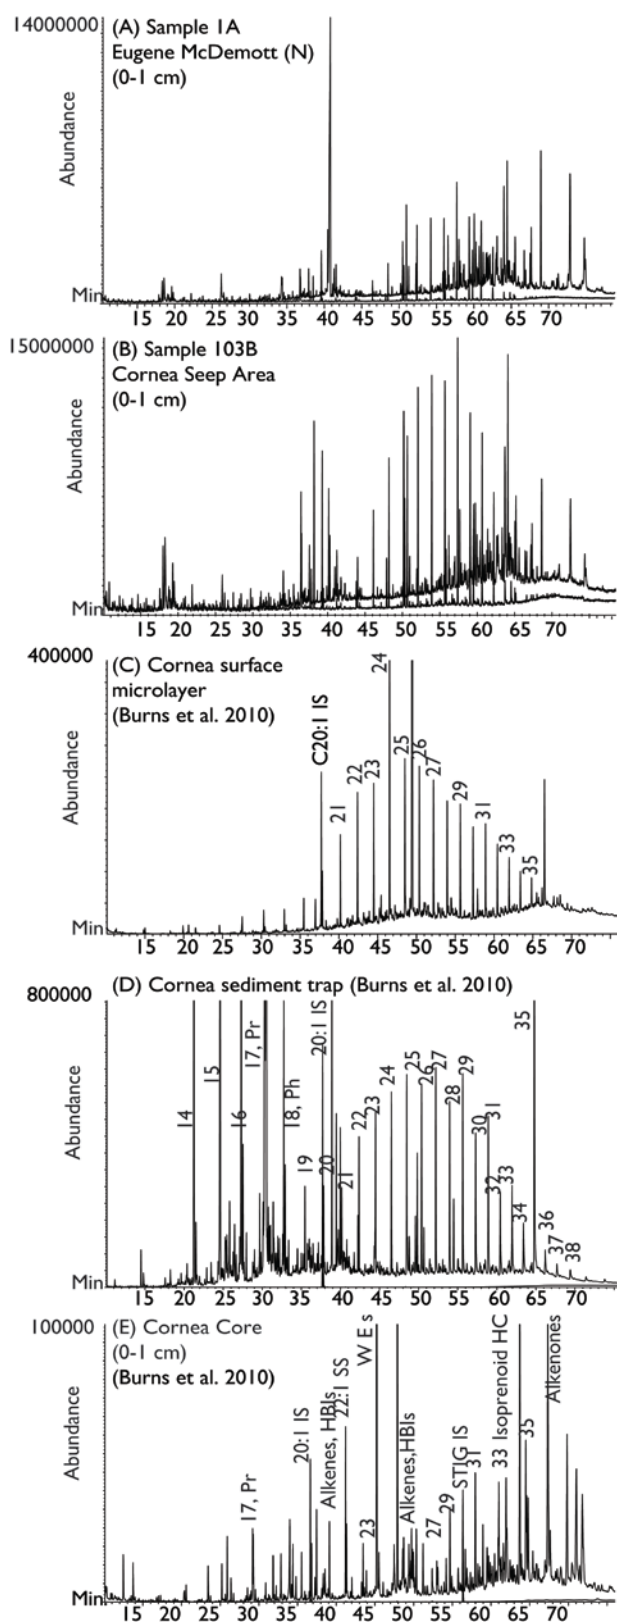 14000000
(A) Sample 1A
Eugene McDemott (N)
(0-1 cm)
Abundance
Min
15 20 25 30 35 40 45 50 55 60 65 70
15000000
(B) Sample 103B
Cornea Seep Area
(0-1 cm)
Abundance
Min
15 20 25 30 35 40 45 50 55 60 65 70
400000
(C) Cornea surface
microlayer
(Burns et al. 2010)
Abundance
C20:1 IS
21
22
23
24
25
26
27
29
31
33
35
Min
15 20 25 30 35 40 45 50 55 60 65 70
800000
(D) Cornea sediment trap (Burns et al. 2010)
Abundance
14
15
16
17, Pr
18, Ph
19
20:1 IS
20
21
22
23
24
25
26
27
28
29
30
31
32
33
34
35
36
37
38
Min
15 20 25 30 35 40 45 50 55 60 65 70
100000
(E) Cornea Core
(0-1 cm)
(Burns et al. 2010)
Abundance
17, Pr
20:1 IS
Alkenes, HBIs
22:1 SS
23
W E s
Alkenes,HBIs
27
29
STIG IS
31
33 Isoprenoid HC
35
Alkenones
Min
15 20 25 30 35 40 45 50 55 60 65 70